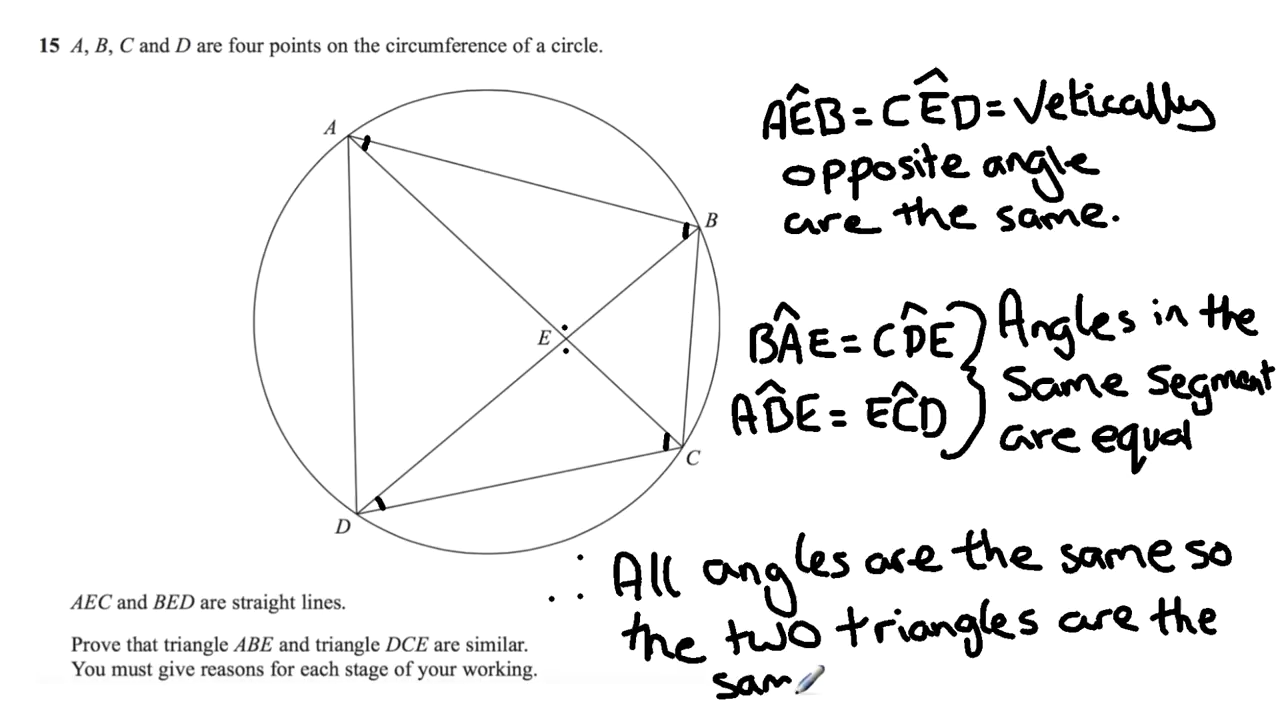 15 A, B, C and D are four points on the circumference of a circle.
A
B
E
C
D
AEC and BED are straight lines.
Prove that triangle ABE and triangle DCE are similar.
You must give reasons for each stage of your working.
AÊB = CÊD = Vetically
opposite angle
are the same.
BÂE = CD̂E } Angles in the
same segment
AB̂E = EĈD
are equal
∴ All angles are the same so
the two triangles are the
sam